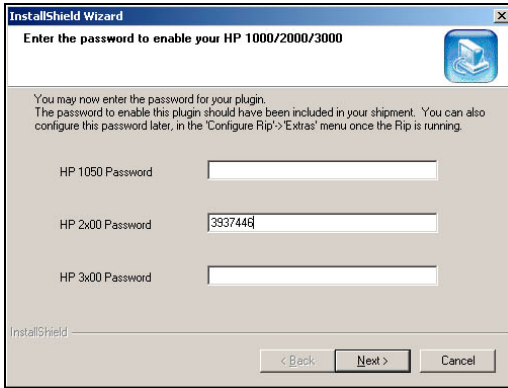 InstallShield Wizard
Enter the password to enable your HP 1000/2000/3000
You may now enter the password for your plugin.
The password to enable this plugin should have been included in your shipment. You can also
configure this password later, in the 'Configure Rip'->'Extras' menu once the Rip is running.
HP 1050 Password
HP 2x00 Password
3937446
HP 3x00 Password
InstallShield
< Back
Next >
Cancel